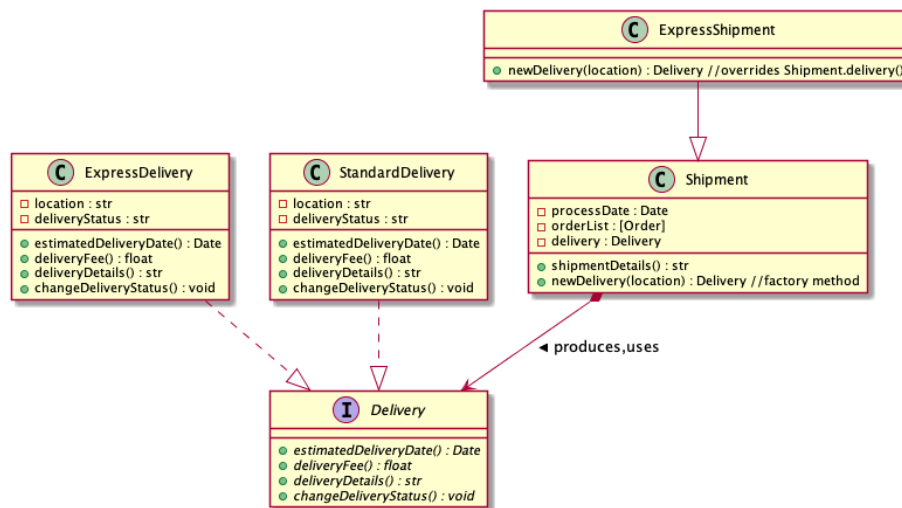 C ExpressShipment
newDelivery(location) : Delivery //overrides Shipment.delivery()
C ExpressDelivery
location : str
deliveryStatus : str
estimatedDeliveryDate() : Date
deliveryFee() : float
deliveryDetails() : str
changeDeliveryStatus() : void
C StandardDelivery
location : str
deliveryStatus : str
estimatedDeliveryDate() : Date
deliveryFee() : float
deliveryDetails() : str
changeDeliveryStatus() : void
C Shipment
processDate : Date
orderList : [Order]
delivery : Delivery
shipmentDetails() : str
newDelivery(location) : Delivery //factory method
◄ produces,uses
I Delivery
estimatedDeliveryDate() : Date
deliveryFee() : float
deliveryDetails() : str
changeDeliveryStatus() : void